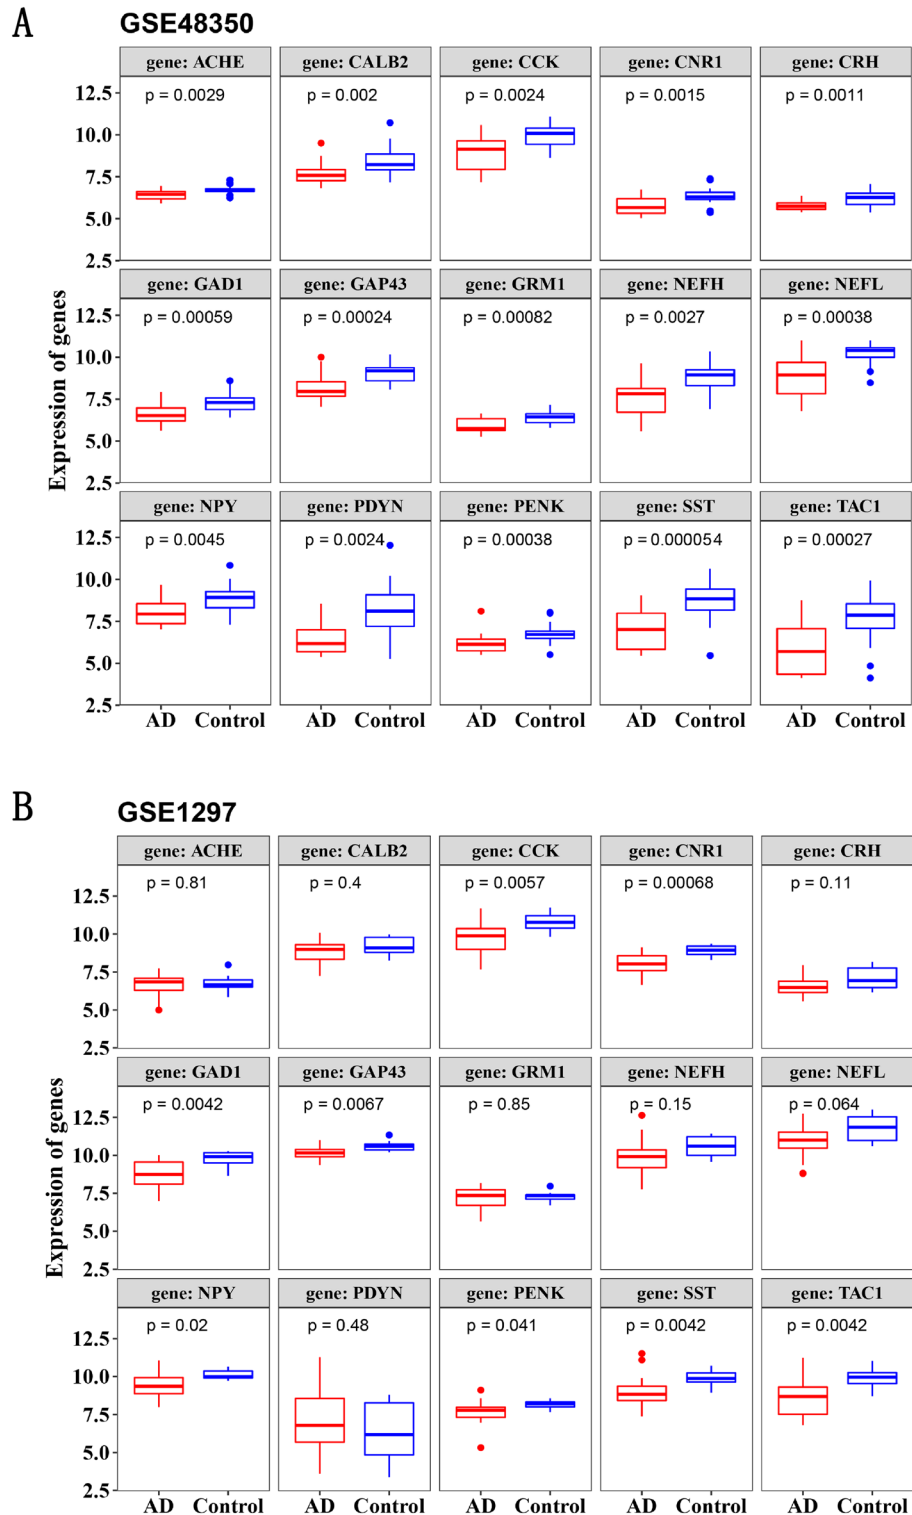 A
GSE48350
gene: ACHE gene: CALB2 gene: CCK gene: CNR1 gene: CRH
p = 0.0029 p = 0.002 p = 0.0024 p = 0.0015 p = 0.0011
12.5
10.0
7.5
5.0
2.5
gene: GAD1 gene: GAP43 gene: GRM1 gene: NEFH gene: NEFL
p = 0.00059 p = 0.00024 p = 0.00082 p = 0.0027 p = 0.00038
12.5
10.0
7.5
5.0
2.5
Expression of genes
gene: NPY gene: PDYN gene: PENK gene: SST gene: TAC1
p = 0.0045 p = 0.0024 p = 0.00038 p = 0.000054 p = 0.00027
12.5
10.0
7.5
5.0
2.5
AD Control AD Control AD Control AD Control AD Control
B
GSE1297
gene: ACHE gene: CALB2 gene: CCK gene: CNR1 gene: CRH
p = 0.81 p = 0.4 p = 0.0057 p = 0.00068 p = 0.11
12.5
10.0
7.5
5.0
2.5
gene: GAD1 gene: GAP43 gene: GRM1 gene: NEFH gene: NEFL
p = 0.0042 p = 0.0067 p = 0.85 p = 0.15 p = 0.064
12.5
10.0
7.5
5.0
2.5
Expression of genes
gene: NPY gene: PDYN gene: PENK gene: SST gene: TAC1
p = 0.02 p = 0.48 p = 0.041 p = 0.0042 p = 0.0042
12.5
10.0
7.5
5.0
2.5
AD Control AD Control AD Control AD Control AD Control